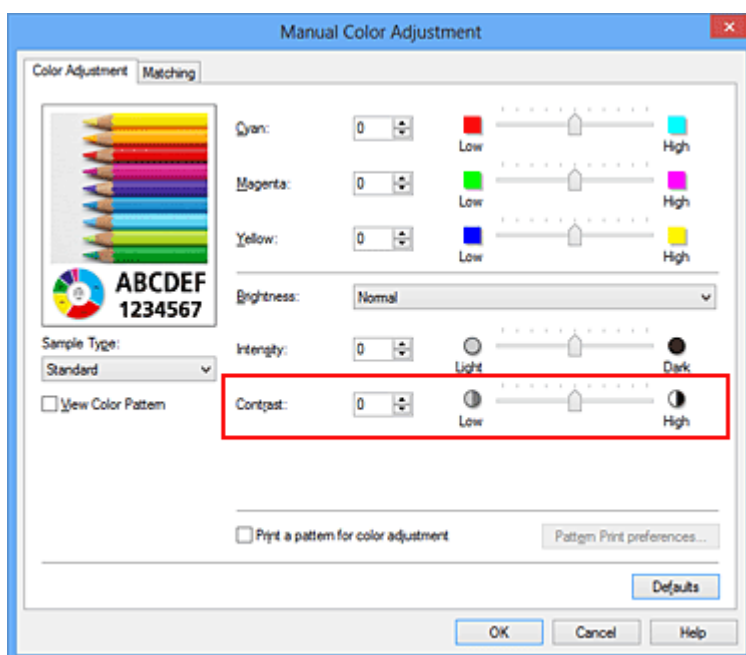 Manual Color Adjustment
Color Adjustment Matching
Cyan: 0 Low High
Magenta: 0 Low High
Yellow: 0 Low High
ABCDEF
1234567
Brightness: Normal
Sample Type:
Standard
Intensity: 0 Light Dark
View Color Pattern
Contrast: 0 Low High
Print a pattern for color adjustment Pattern Print preferences...
Defaults
OK Cancel Help